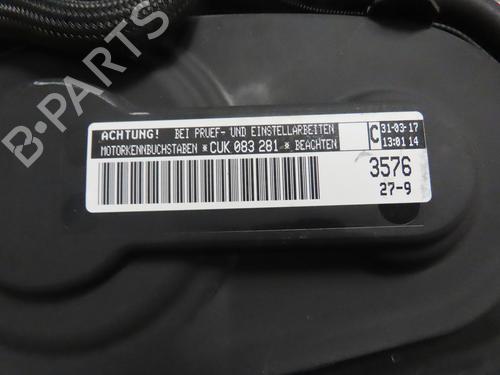 B-PARTS
ACHTUNG! BEI PRUEF- UND EINSTELLARBEITEN
MOTORKENNBUCHSTABEN *CUK 083 281* BEACHTEN
C 31-03-17
13:01 14
3576
27-9